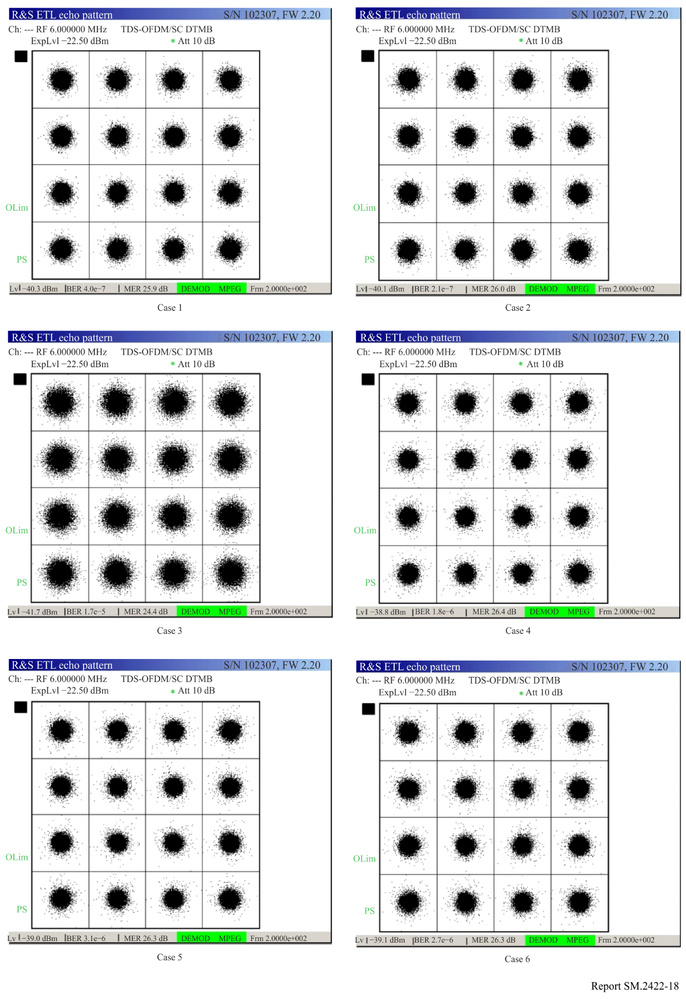 R&S ETL echo pattern S/N 102307, FW 2.20
Ch: --- RF 6.000000 MHz TDS-OFDM/SC DTMB
ExpLvl −22.50 dBm * Att 10 dB
OLim
PS
Lvl −40.3 dBm BER 4.0e−7 MER 25.9 dB DEMOD MPEG Frm 2.0000e+002
Case 1
R&S ETL echo pattern S/N 102307, FW 2.20
Ch: --- RF 6.000000 MHz TDS-OFDM/SC DTMB
ExpLvl −22.50 dBm * Att 10 dB
OLim
PS
Lvl −40.1 dBm BER 2.1e−7 MER 26.0 dB DEMOD MPEG Frm 2.0000e+002
Case 2
R&S ETL echo pattern S/N 102307, FW 2.20
Ch: --- RF 6.000000 MHz TDS-OFDM/SC DTMB
ExpLvl −22.50 dBm * Att 10 dB
OLim
PS
Lvl −41.7 dBm BER 1.7e−5 MER 24.4 dB DEMOD MPEG Frm 2.0000e+002
Case 3
R&S ETL echo pattern S/N 102307, FW 2.20
Ch: --- RF 6.000000 MHz TDS-OFDM/SC DTMB
ExpLvl −22.50 dBm * Att 10 dB
OLim
PS
Lvl −38.8 dBm BER 1.8e−6 MER 26.4 dB DEMOD MPEG Frm 2.0000e+002
Case 4
R&S ETL echo pattern S/N 102307, FW 2.20
Ch: --- RF 6.000000 MHz TDS-OFDM/SC DTMB
ExpLvl −22.50 dBm * Att 10 dB
OLim
PS
Lvl −39.0 dBm BER 3.1e−6 MER 26.3 dB DEMOD MPEG Frm 2.0000e+002
Case 5
R&S ETL echo pattern S/N 102307, FW 2.20
Ch: --- RF 6.000000 MHz TDS-OFDM/SC DTMB
ExpLvl −22.50 dBm * Att 10 dB
OLim
PS
Lvl −39.1 dBm BER 2.7e−6 MER 26.3 dB DEMOD MPEG Frm 2.0000e+002
Case 6
Report SM.2422-18